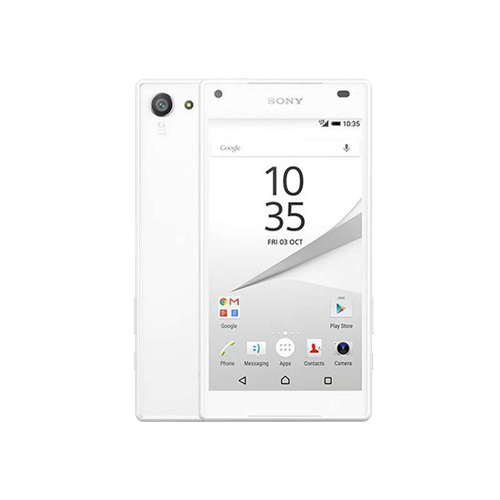 SONY
10:35
Google
10
35
FRI 03 OCT
Google
Play Store
Phone
Messaging
Apps
Contacts
Camera